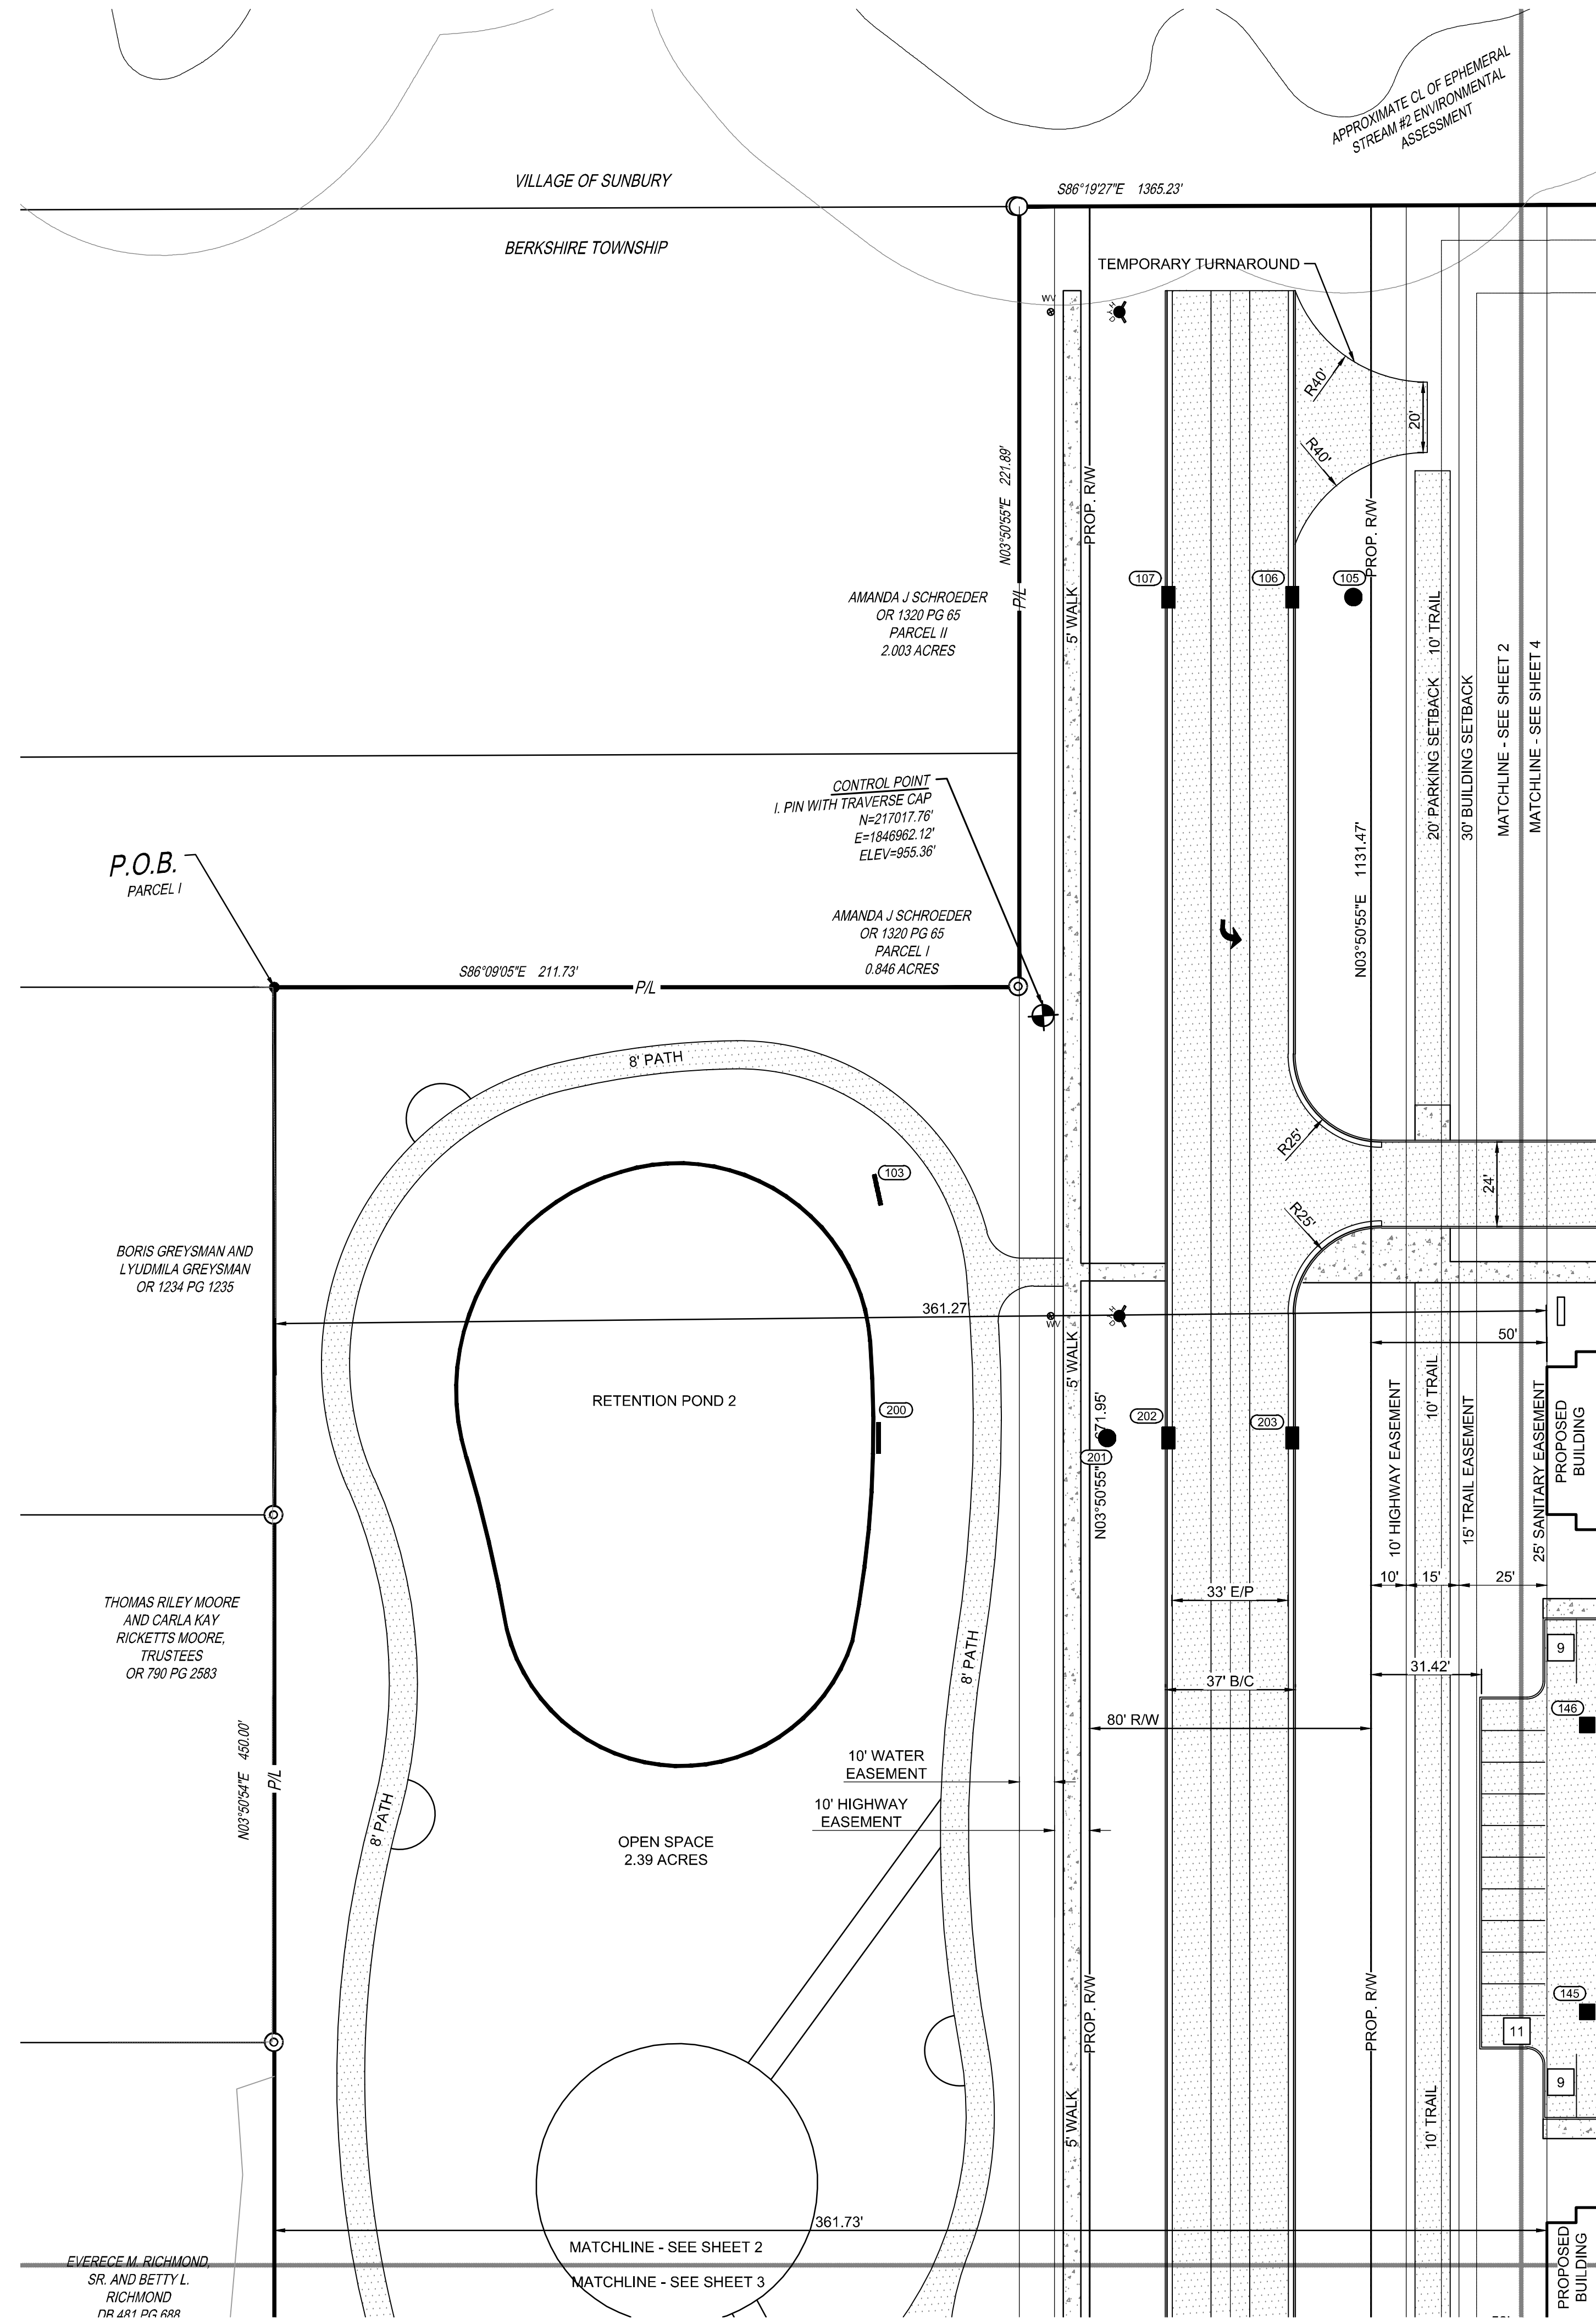 APPROXIMATE CL OF EPHEMERAL
STREAM #2 ENVIRONMENTAL
ASSESSMENT
VILLAGE OF SUNBURY
S86°19'27"E 1365.23'
BERKSHIRE TOWNSHIP
TEMPORARY TURNAROUND
WV
HYD
R40'
20'
R40'
N03°50'55"E 221.89'
P/L
PROP. R/W
PROP. R/W
107
106
105
AMANDA J SCHROEDER
OR 1320 PG 65
PARCEL II
2.003 ACRES
5' WALK
10' TRAIL
20' PARKING SETBACK
30' BUILDING SETBACK
MATCHLINE - SEE SHEET 2
MATCHLINE - SEE SHEET 4
CONTROL POINT
I. PIN WITH TRAVERSE CAP
N=217017.76'
E=1846962.12'
ELEV=955.36'
N03°50'55"E 1131.47'
P.O.B.
PARCEL I
AMANDA J SCHROEDER
OR 1320 PG 65
PARCEL I
0.846 ACRES
S86°09'05"E 211.73'
P/L
8' PATH
R25'
103
24'
R25'
BORIS GREYSMAN AND
LYUDMILA GREYSMAN
OR 1234 PG 1235
361.27'
WV
HYD
50'
5' WALK
RETENTION POND 2
200
202
203
201
N03°50'55" 671.95'
10' HIGHWAY EASEMENT
10' TRAIL
15' TRAIL EASEMENT
25' SANITARY EASEMENT
PROPOSED
BUILDING
33' E/P
10'
15'
25'
THOMAS RILEY MOORE
AND CARLA KAY
RICKETTS MOORE,
TRUSTEES
OR 790 PG 2583
8' PATH
9
31.42'
37' B/C
146
80' R/W
N03°50'54"E 450.00'
P/L
8' PATH
10' WATER
EASEMENT
10' HIGHWAY
EASEMENT
OPEN SPACE
2.39 ACRES
PROP. R/W
PROP. R/W
145
11
9
5' WALK
10' TRAIL
361.73'
MATCHLINE - SEE SHEET 2
MATCHLINE - SEE SHEET 3
PROPOSED
BUILDING
EVERECE M. RICHMOND,
SR. AND BETTY L.
RICHMOND
DB 481 PG 688